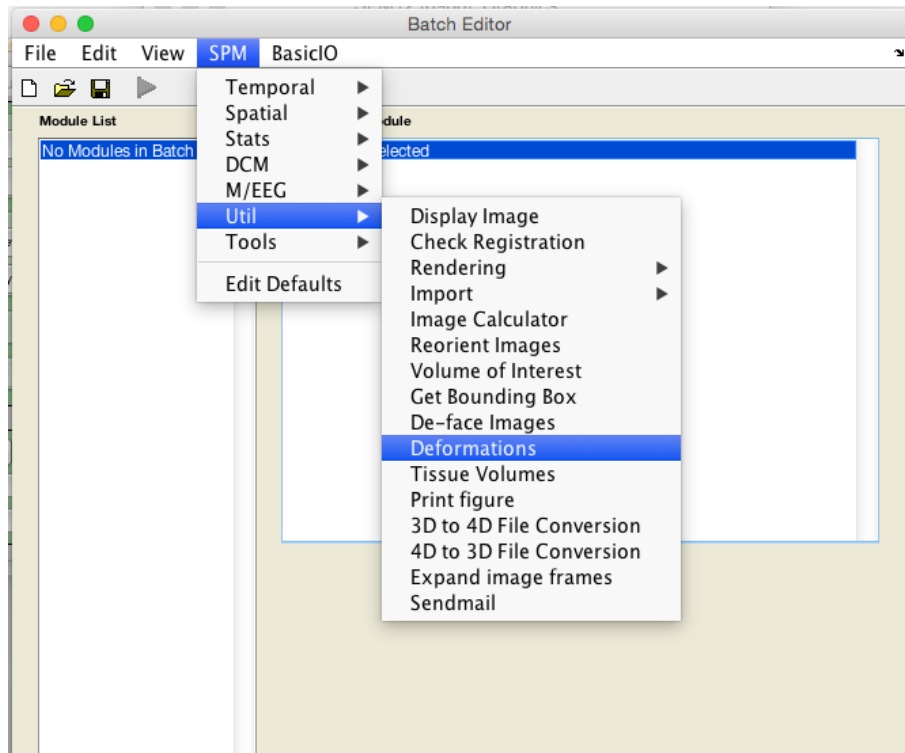 Batch Editor
File Edit View SPM BasicIO
Module List
No Modules in Batch
Temporal
Spatial
Stats
DCM
M/EEG
Util
Tools
Edit Defaults
Display Image
Check Registration
Rendering
Import
Image Calculator
Reorient Images
Volume of Interest
Get Bounding Box
De-face Images
Deformations
Tissue Volumes
Print figure
3D to 4D File Conversion
4D to 3D File Conversion
Expand image frames
Sendmail